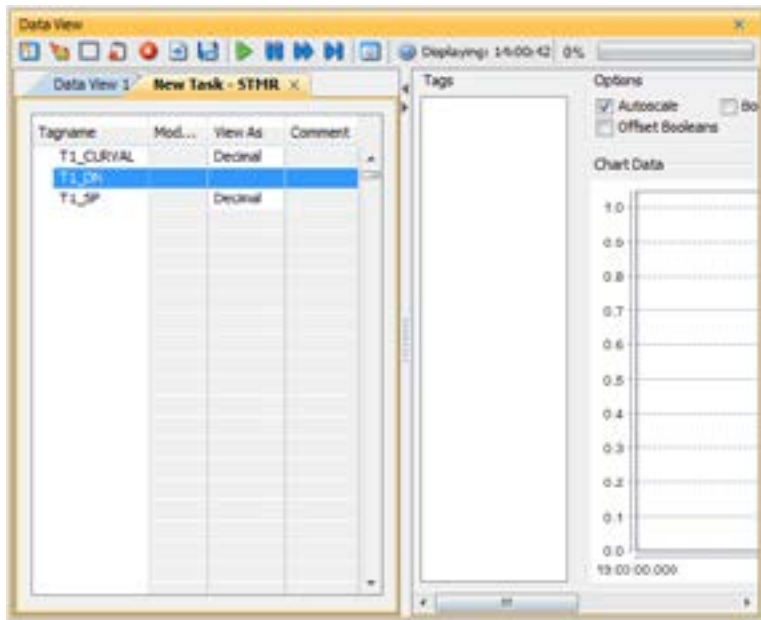 Data View
Displaying: 14:00:42 0%
Data View 1 New Task - STMR
Tags
Options
Autoscale Bo
Offset Booleans
Tagname Mod... View As Comment
T1_CURVAL Decimal
T1_DN
T1_SP Decimal
Chart Data
1.0
0.9
0.8
0.7
0.6
0.5
0.4
0.3
0.2
0.1
0.0
19:00:00.000